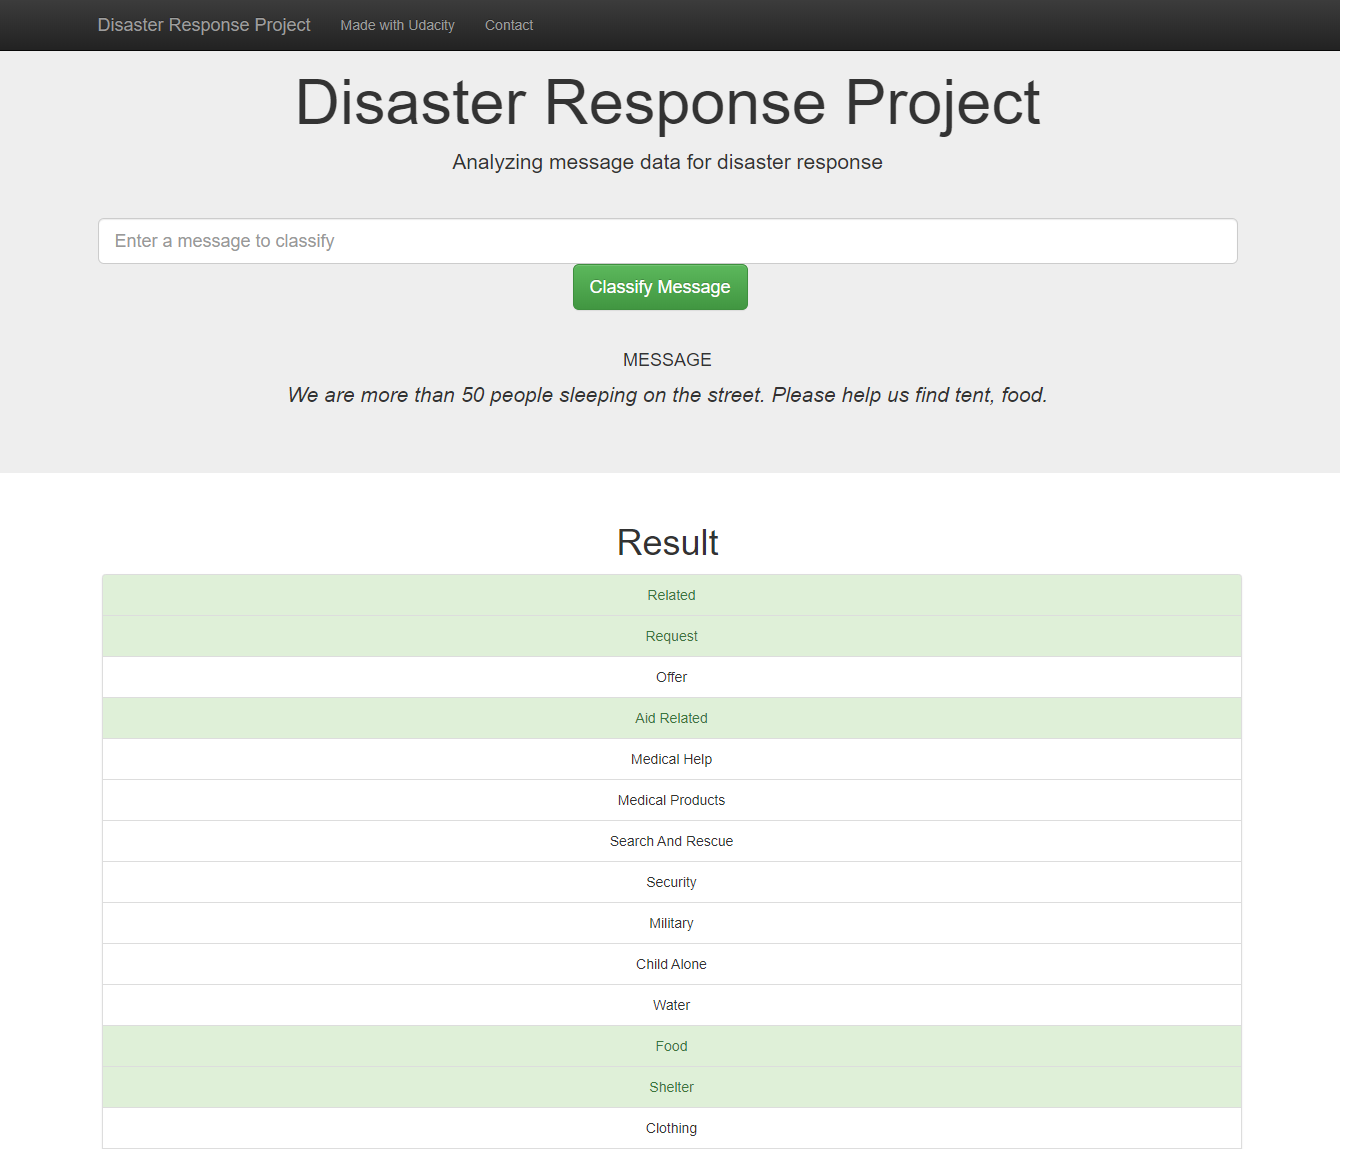 Disaster Response Project Made with Udacity Contact
Disaster Response Project
Analyzing message data for disaster response
Enter a message to classify
Classify Message
MESSAGE
We are more than 50 people sleeping on the street. Please help us find tent, food.
Result
Related
Request
Offer
Aid Related
Medical Help
Medical Products
Search And Rescue
Security
Military
Child Alone
Water
Food
Shelter
Clothing